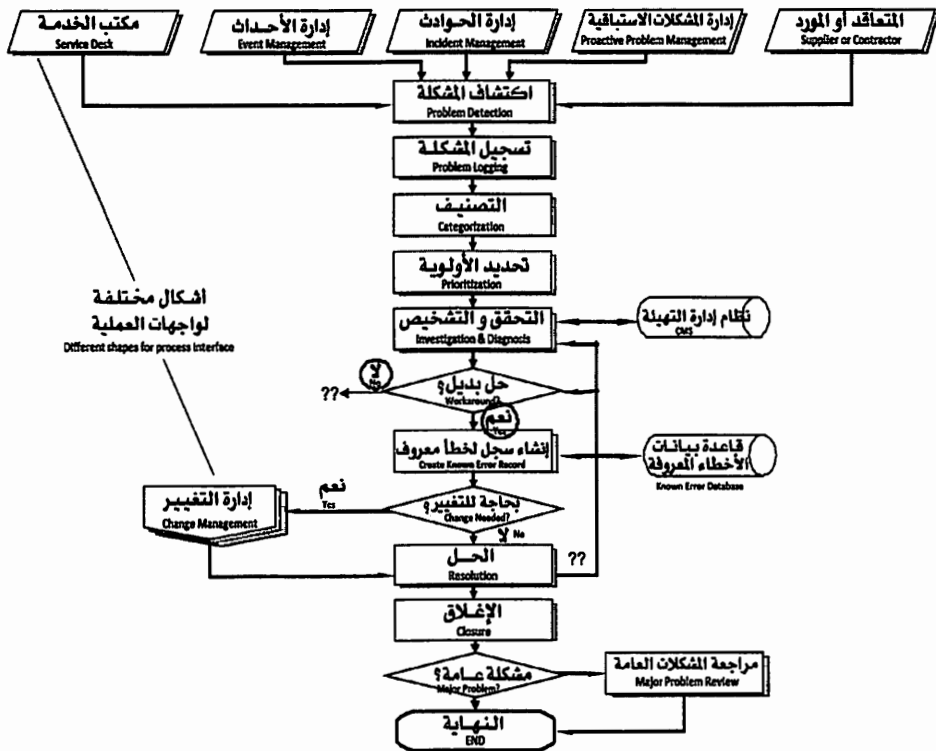 مكتب الخدمة
Service Desk
إدارة الأحداث
Event Management
إدارة الحوادث
Incident Management
إدارة المشكلات الاستباقية
Proactive Problem Management
المتعاقد أو المورد
Supplier or Contractor
اكتشاف المشكلة
Problem Detection
تسجيل المشكلة
Problem Logging
التصنيف
Categorization
تحديد الأولوية
Prioritization
التحقق و التشخيص
Investigation & Diagnosis
نظام إدارة التهيئة
CMS
أشكال مختلفة
لواجهات العملية
Different shapes for process interface
حل بديل؟
Workaround?
لا
??
نعم
Yes
إنشاء سجل لخطأ معروف
Create Known Error Record
قاعدة بيانات
الأخطاء المعروفة
Known Error Database
بحاجة للتغيير؟
Change Needed?
نعم
Yes
إدارة التغيير
Change Management
لا No
الحل
Resolution
??
الإغلاق
Closure
مشكلة عامة؟
Major Problem?
مراجعة المشكلات العامة
Major Problem Review
النهاية
END